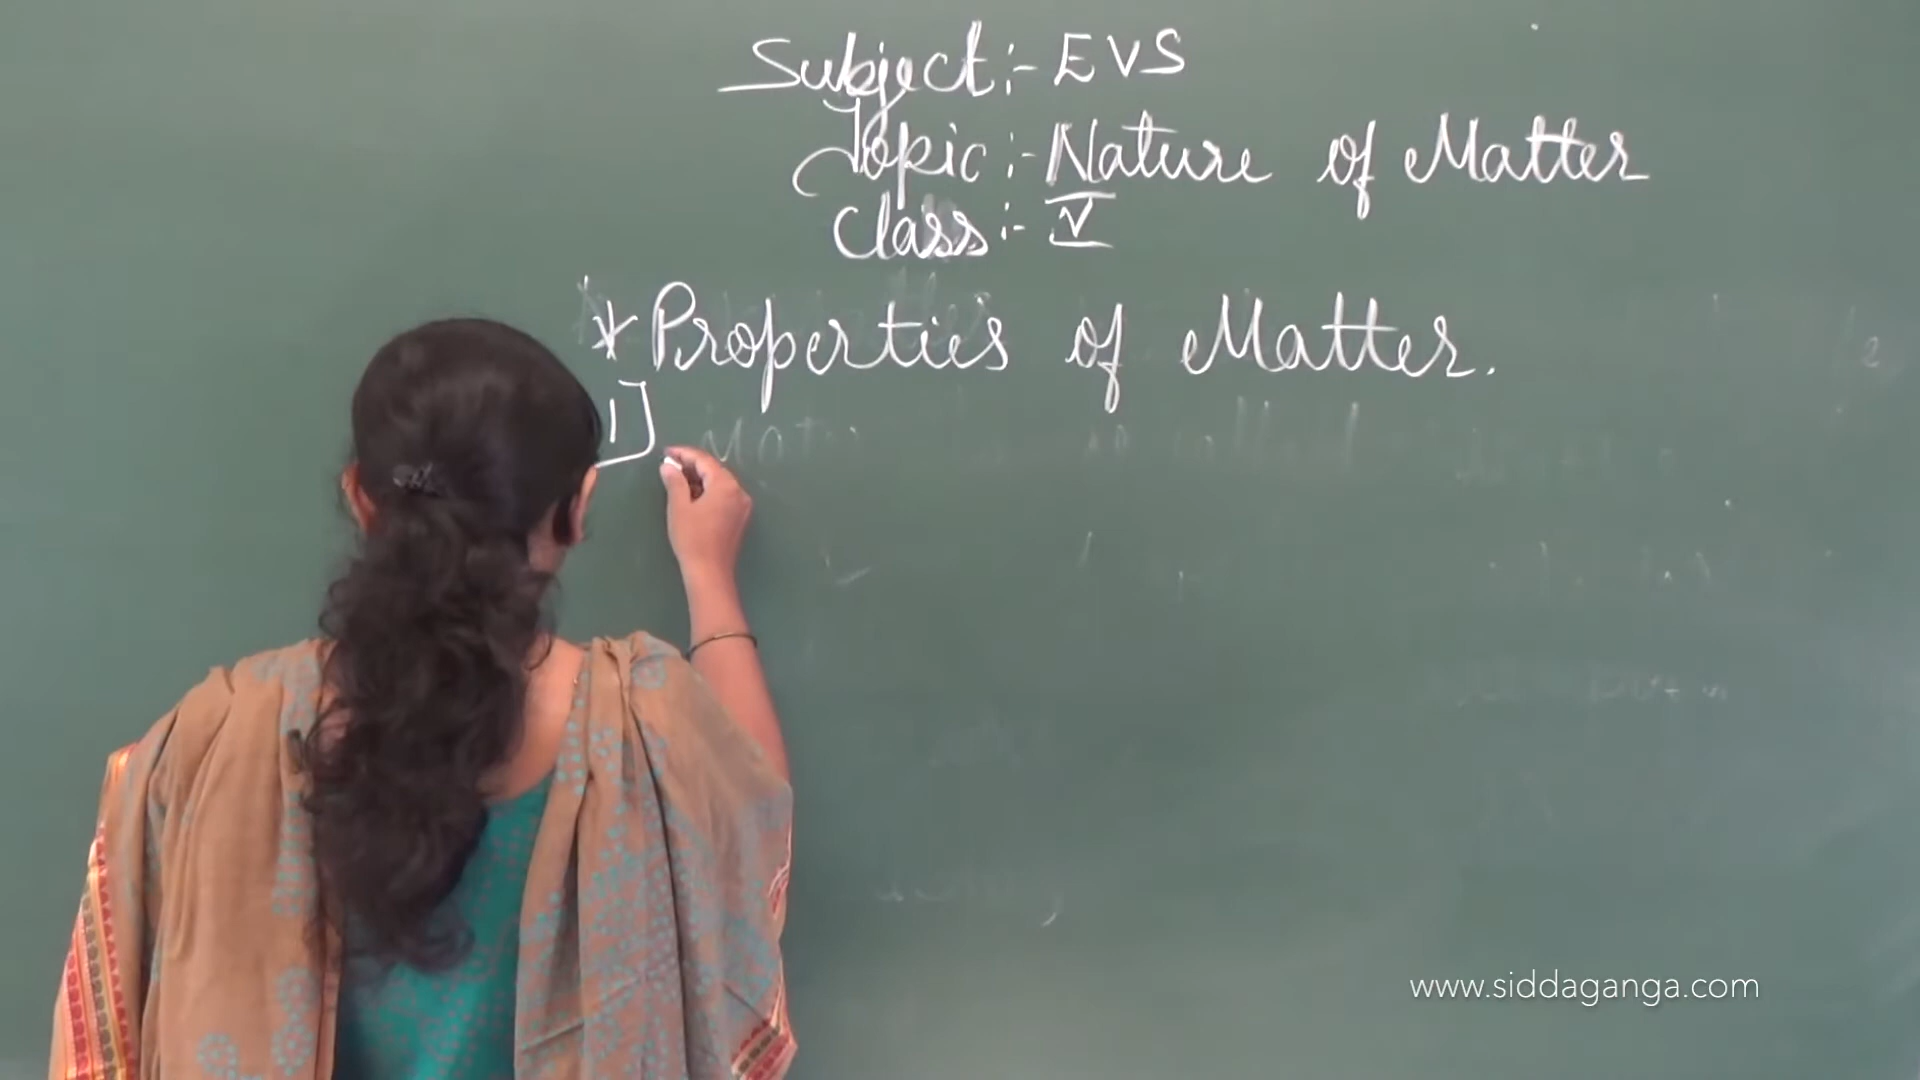 Subject:- EVS
Topic:- Nature of Matter
Class:- V
* Properties of Matter.
1]
www.siddaganga.com